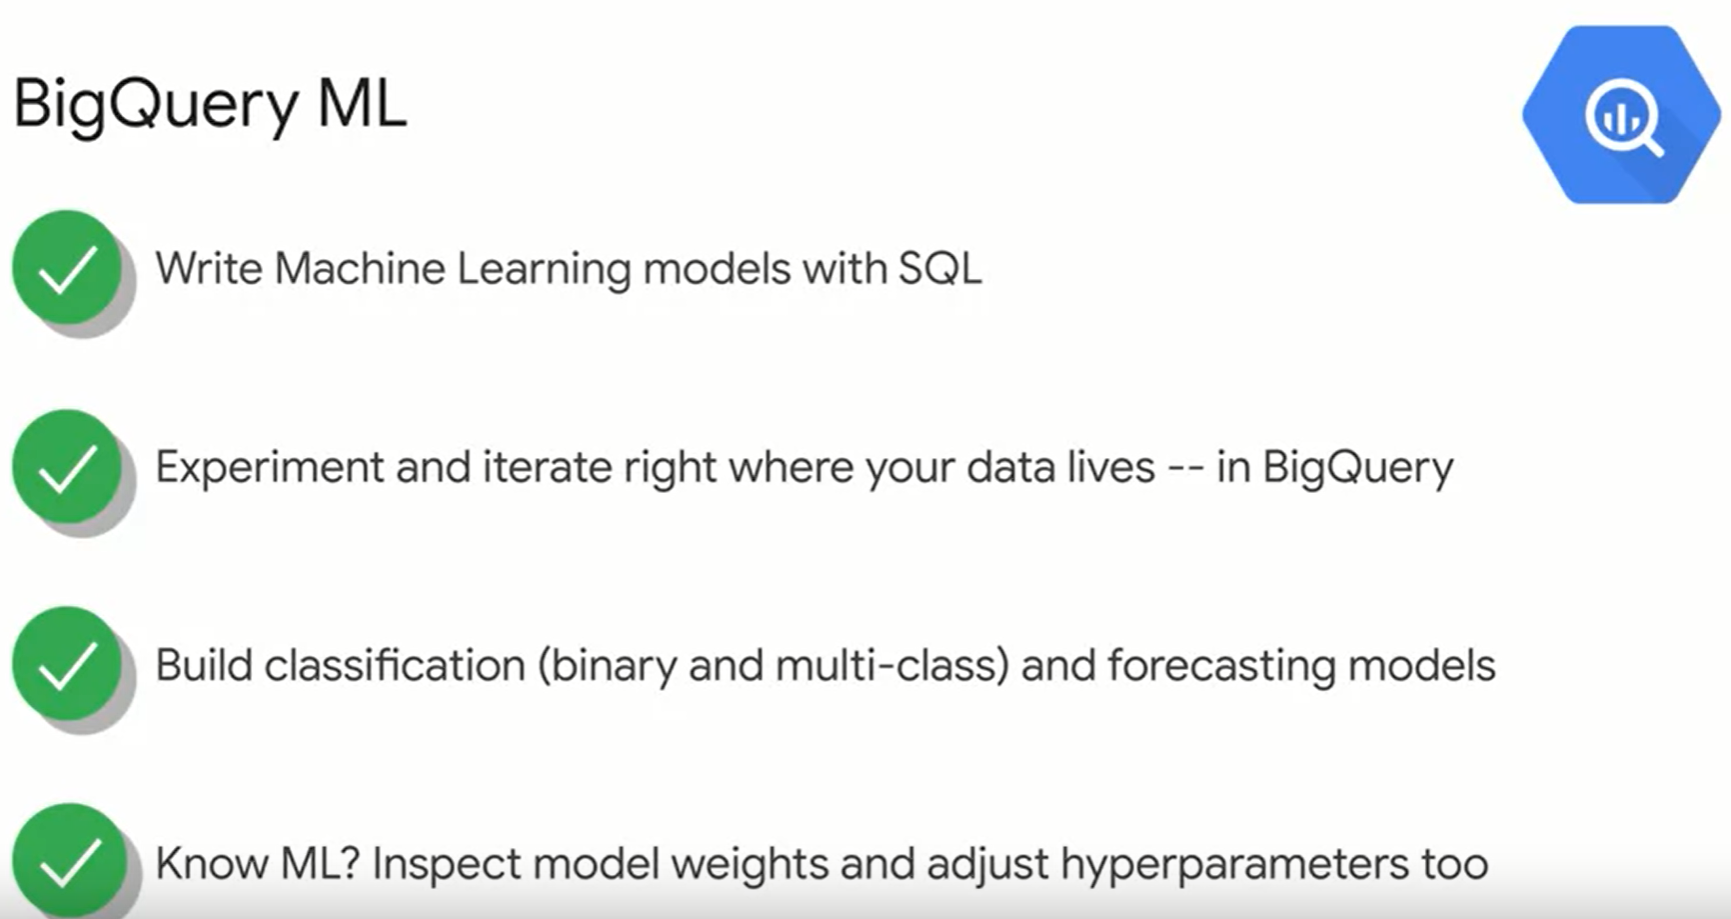 BigQuery ML
Write Machine Learning models with SQL
Experiment and iterate right where your data lives -- in BigQuery
Build classification (binary and multi-class) and forecasting models
Know ML? Inspect model weights and adjust hyperparameters too